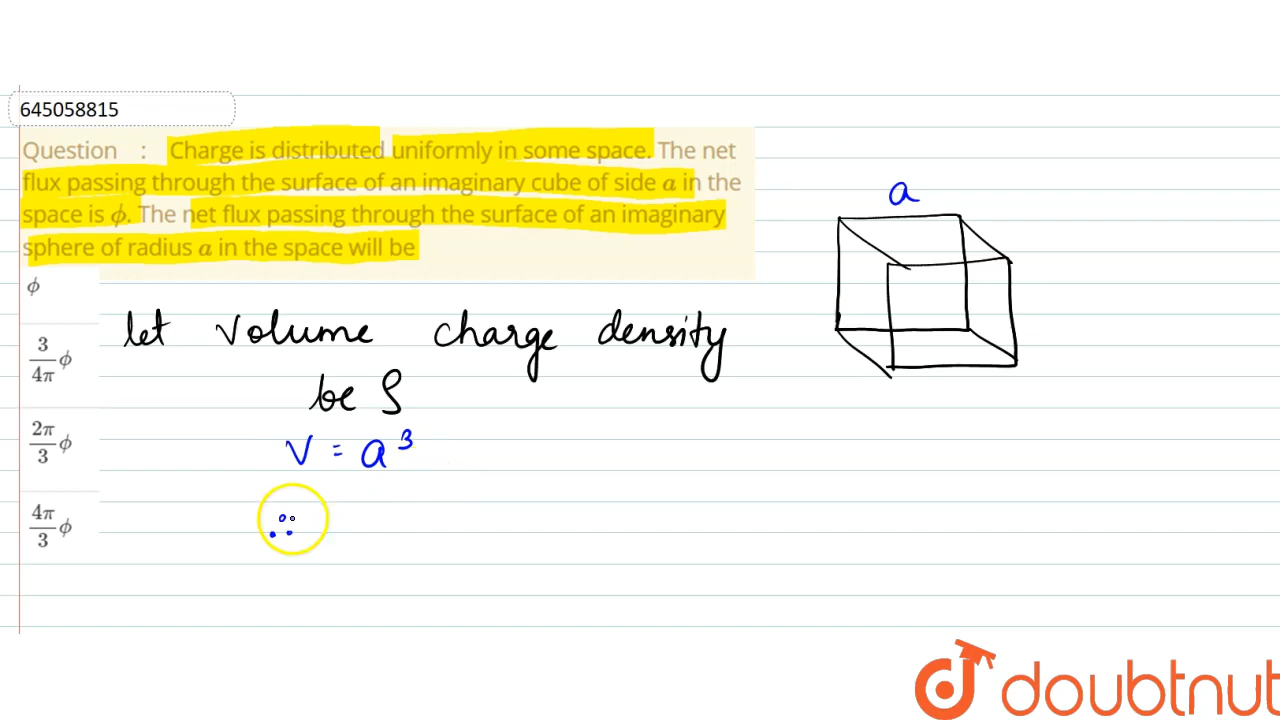 645058815
Question : Charge is distributed uniformly in some space. The net
flux passing through the surface of an imaginary cube of side a in the
space is ϕ. The net flux passing through the surface of an imaginary
sphere of radius a in the space will be
ϕ
3/4π ϕ
2π/3 ϕ
4π/3 ϕ
let volume charge density
be ρ
V = a³
∴
a
doubtnut